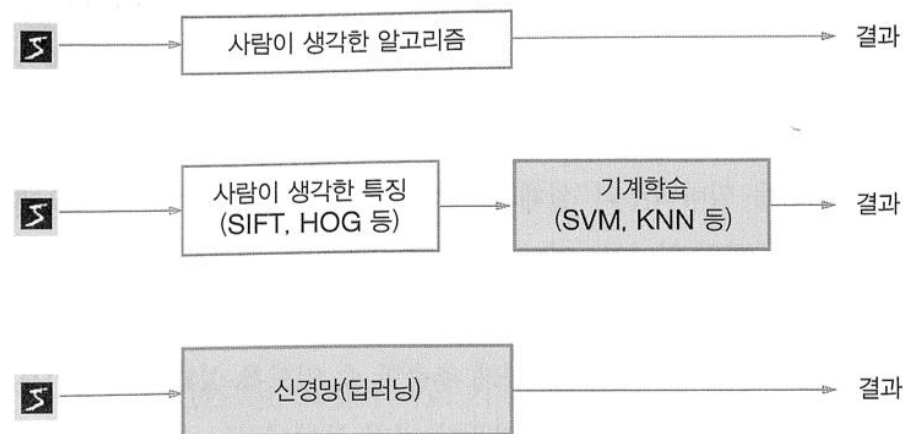 사람이 생각한 알고리즘
결과
사람이 생각한 특징
(SIFT, HOG 등)
기계학습
(SVM, KNN 등)
결과
신경망(딥러닝)
결과